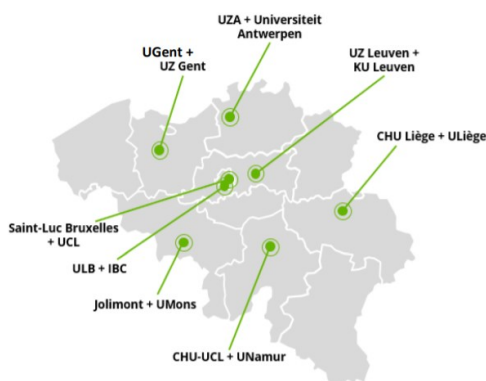 UZA + Universiteit
Antwerpen
UGent +
UZ Gent
UZ Leuven +
KU Leuven
CHU Liège + ULiège
Saint-Luc Bruxelles
+ UCL
ULB + IBC
Jolimont + UMons
CHU-UCL + UNamur